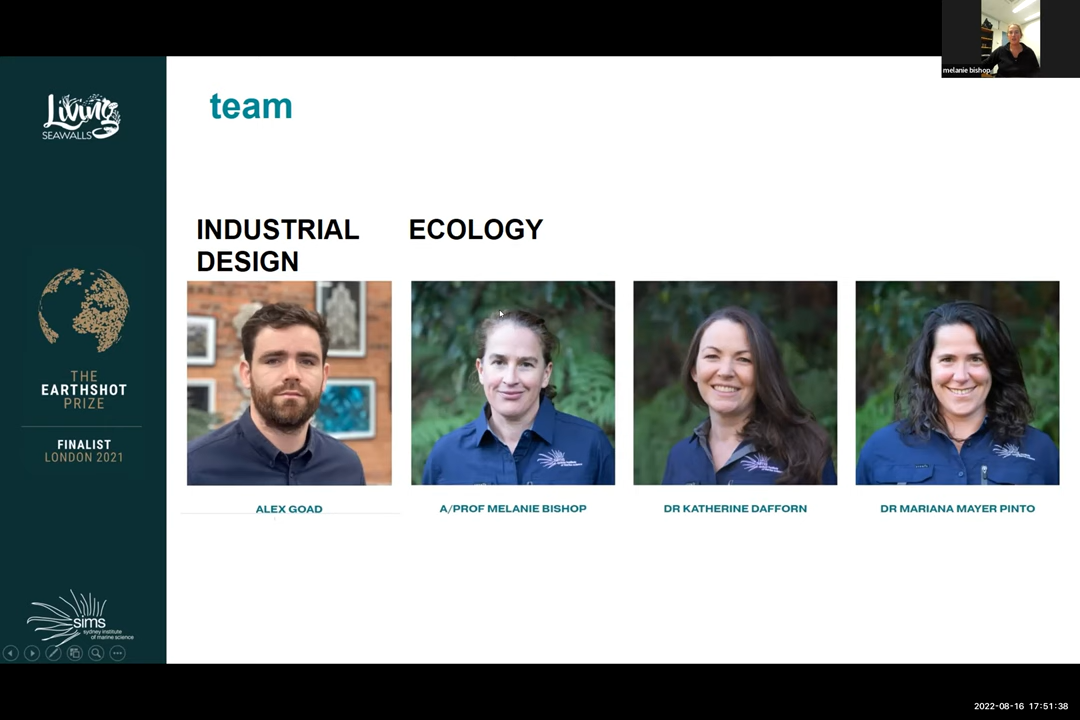 melanie bishop
Living
SEAWALLS
team
INDUSTRIAL
DESIGN
ECOLOGY
THE
EARTHSHOT
PRIZE
FINALIST
LONDON 2021
ALEX GOAD
A/PROF MELANIE BISHOP
DR KATHERINE DAFFORN
DR MARIANA MAYER PINTO
sims
sydney institute
of marine science
2022-08-16 17:51:38